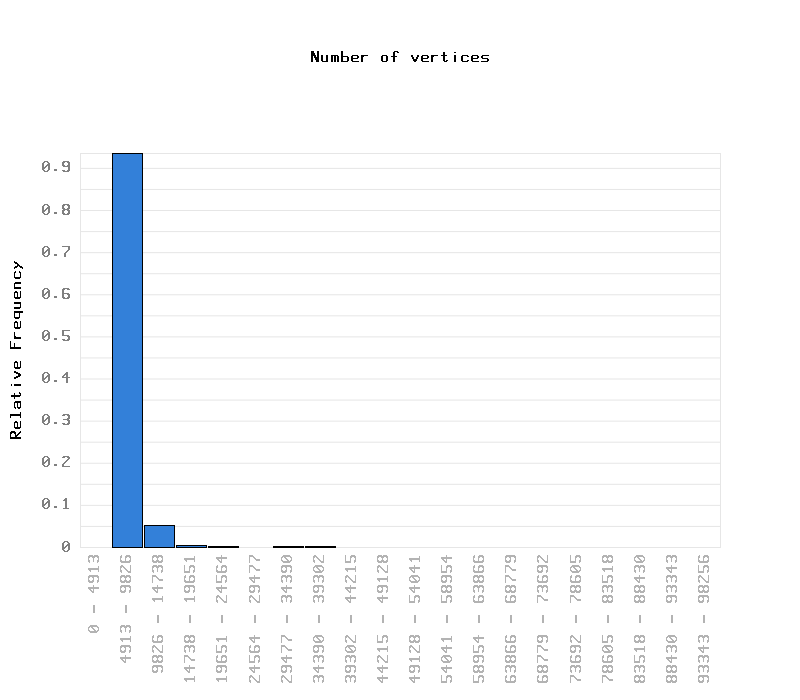 Number of vertices
Relative Frequency
0.9
0.8
0.7
0.6
0.5
0.4
0.3
0.2
0.1
0
0 - 4913
4913 - 9826
9826 - 14738
14738 - 19651
19651 - 24564
24564 - 29477
29477 - 34390
34390 - 39302
39302 - 44215
44215 - 49128
49128 - 54041
54041 - 58954
58954 - 63866
63866 - 68779
68779 - 73692
73692 - 78605
78605 - 83518
83518 - 88430
88430 - 93343
93343 - 98256